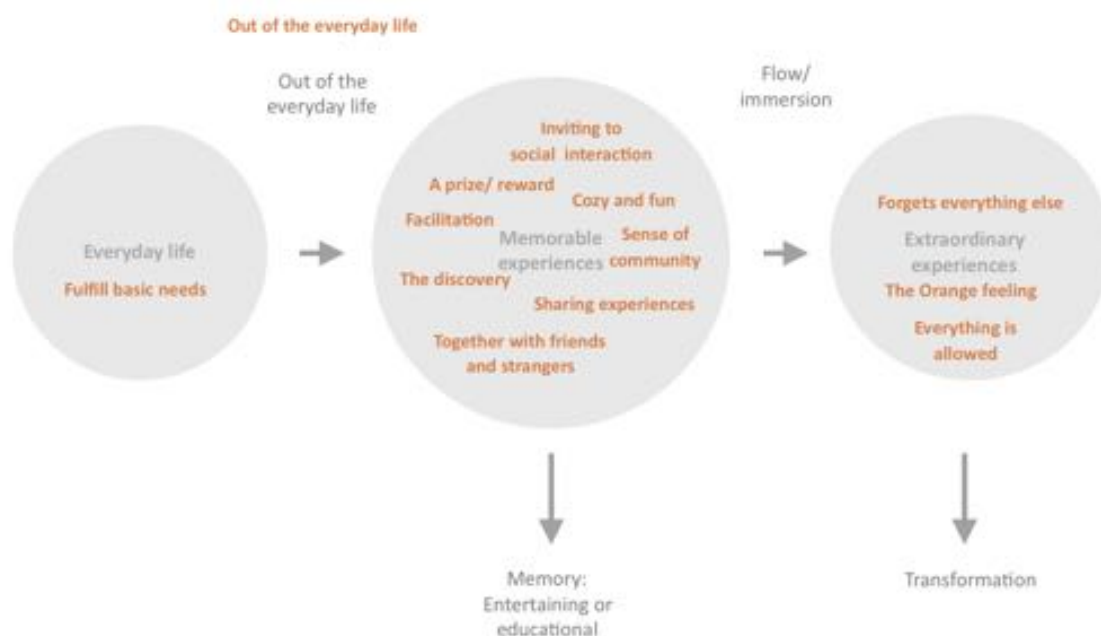 Out of the everyday life
Out of the
everyday life
Flow/
immersion
Everyday life
Fulfill basic needs
Inviting to
social interaction
A prize/ reward
Cozy and fun
Facilitation
Memorable
experiences
Sense of
community
The discovery
Sharing experiences
Together with friends
and strangers
Forgets everything else
Extraordinary
experiences
The Orange feeling
Everything is
allowed
Memory:
Entertaining or
educational
Transformation